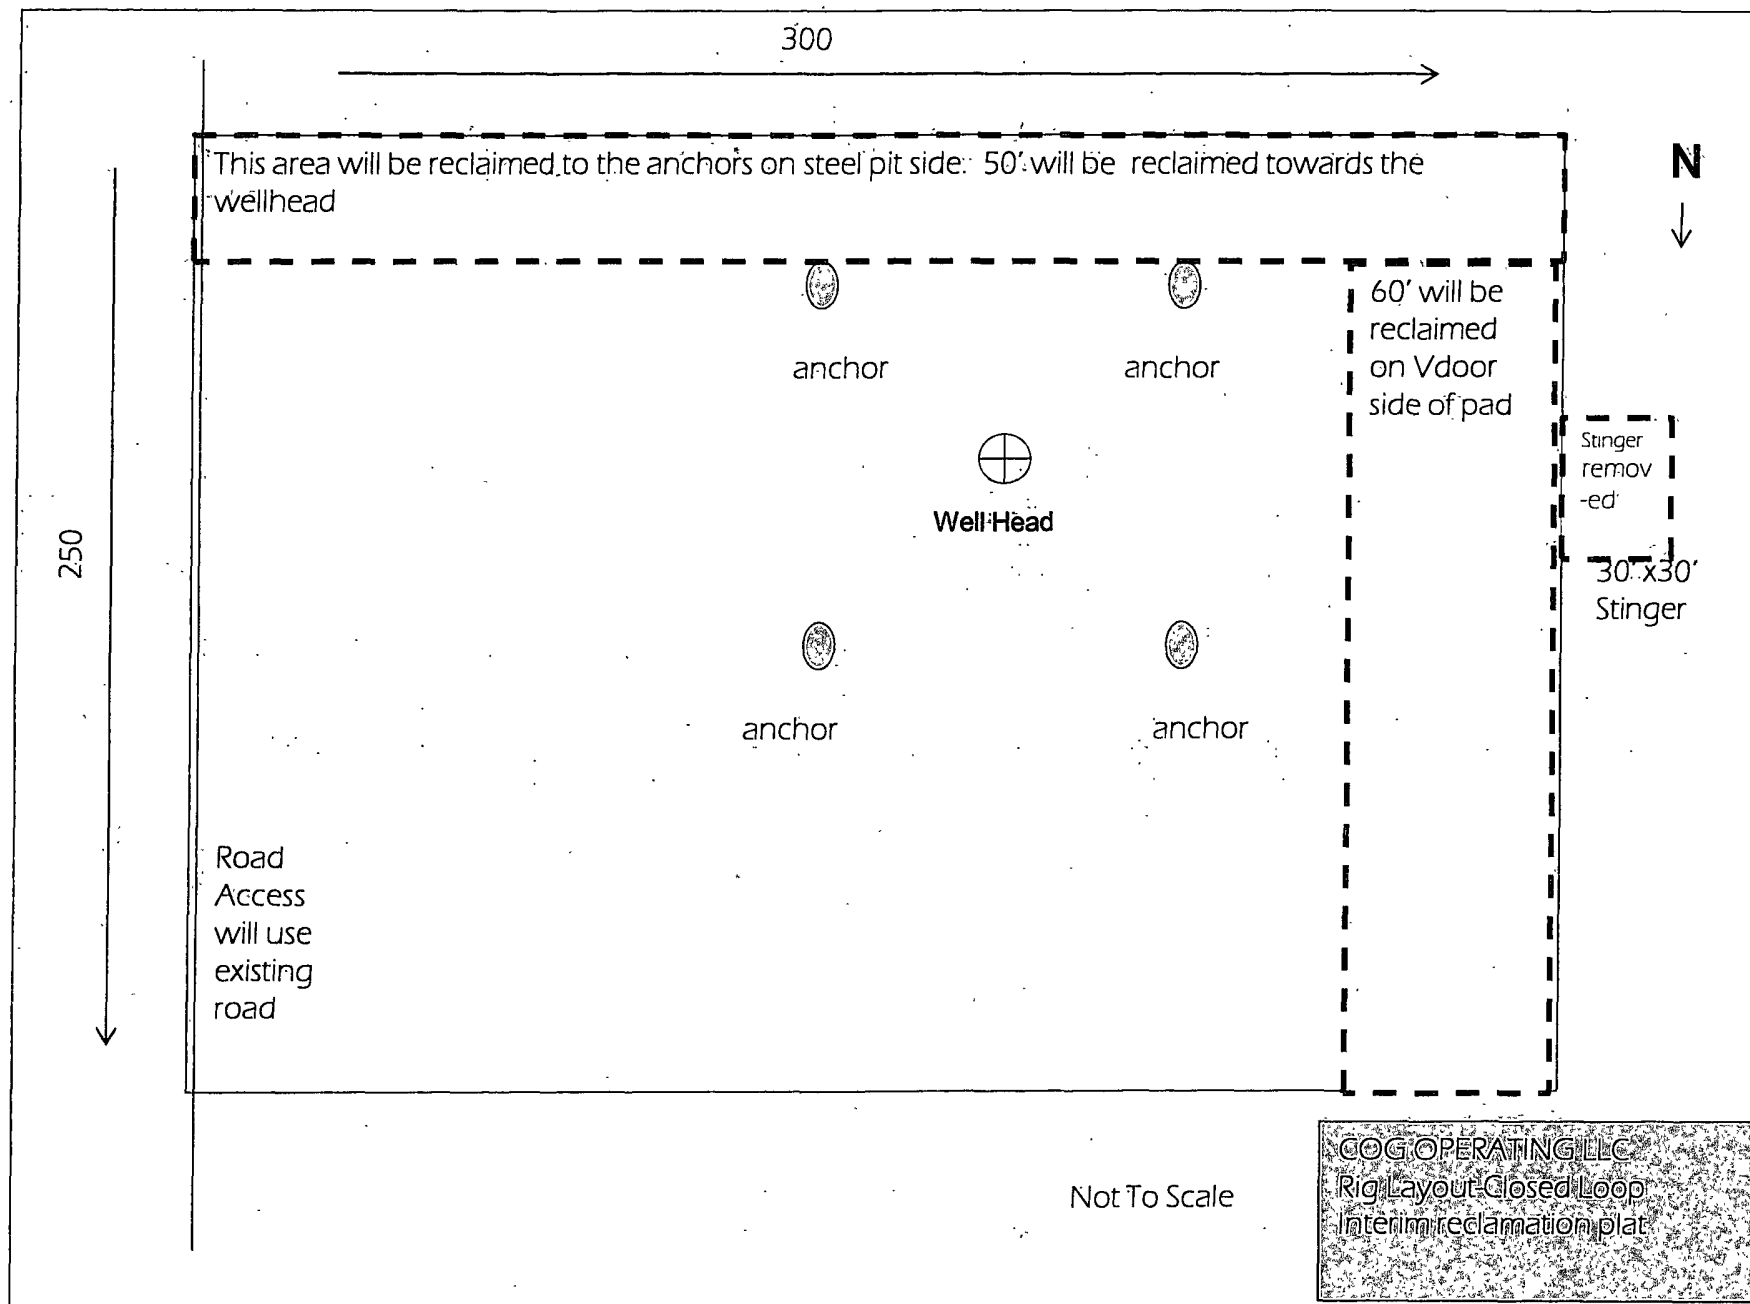 300
This area will be reclaimed to the anchors on steel pit side. 50' will be reclaimed towards the
wellhead
N
60' will be
reclaimed
on Vdoor
side of pad
anchor
anchor
Stinger
remov
-ed
Well Head
250
30'x30'
Stinger
anchor
anchor
Road
Access
will use
existing
road
Not To Scale
COG OPERATING LLC
Rig Layout Closed Loop
Interim reclamation plat